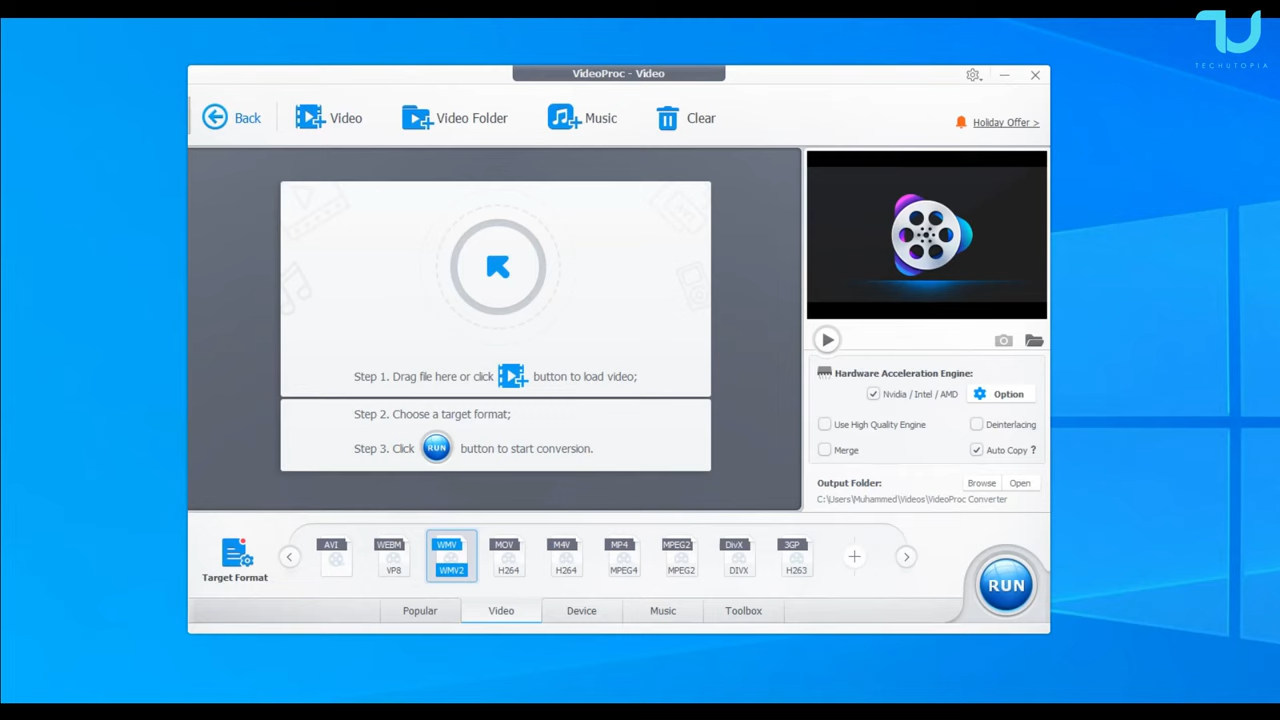 TECHUTOPIA
VideoProc - Video
Back
Video
Video Folder
Music
Clear
Holiday Offer >
Step 1. Drag file here or click button to load video;
Step 2. Choose a target format;
Step 3. Click RUN button to start conversion.
Hardware Acceleration Engine:
Nvidia / Intel / AMD Option
Use High Quality Engine Deinterlacing
Merge Auto Copy ?
Output Folder: Browse Open
C:\Users\Muhammed\Videos\VideoProc Converter
Target Format
AVI WEBM WMV MOV M4V MP4 MPEG2 DivX 3GP
VP8 WMV2 H264 H264 MPEG4 MPEG2 DIVX H263
RUN
Popular Video Device Music Toolbox